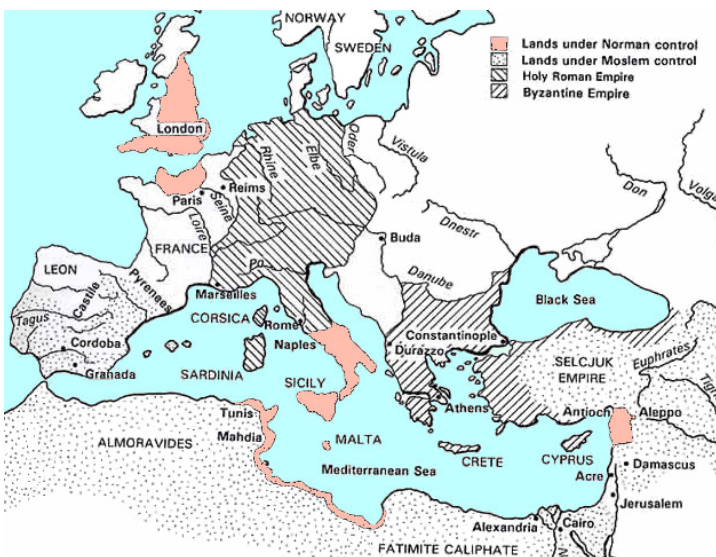 NORWAY
SWEDEN
Lands under Norman control
Lands under Moslem control
Holy Roman Empire
Byzantine Empire
London
Oder
Vistula
Elbe
Rhine
Reims
Paris
Seine
Don
Volga
Loire
Dnestr
Buda
FRANCE
Po
Danube
LEON
Pyrenees
Castile
Marseilles
Black Sea
CORSICA
Tagus
Rome
Constantinople
Naples
Durazzo
Cordoba
SELCJUK
EMPIRE
Euphrates
Granada
SARDINIA
SICILY
Athens
Tig
Antioch
Aleppo
Tunis
ALMORAVIDES
Mahdia
MALTA
CRETE
CYPRUS
Mediterranean Sea
Damascus
Acre
Jerusalem
Alexandria
Cairo
FATIMITE CALIPHATE